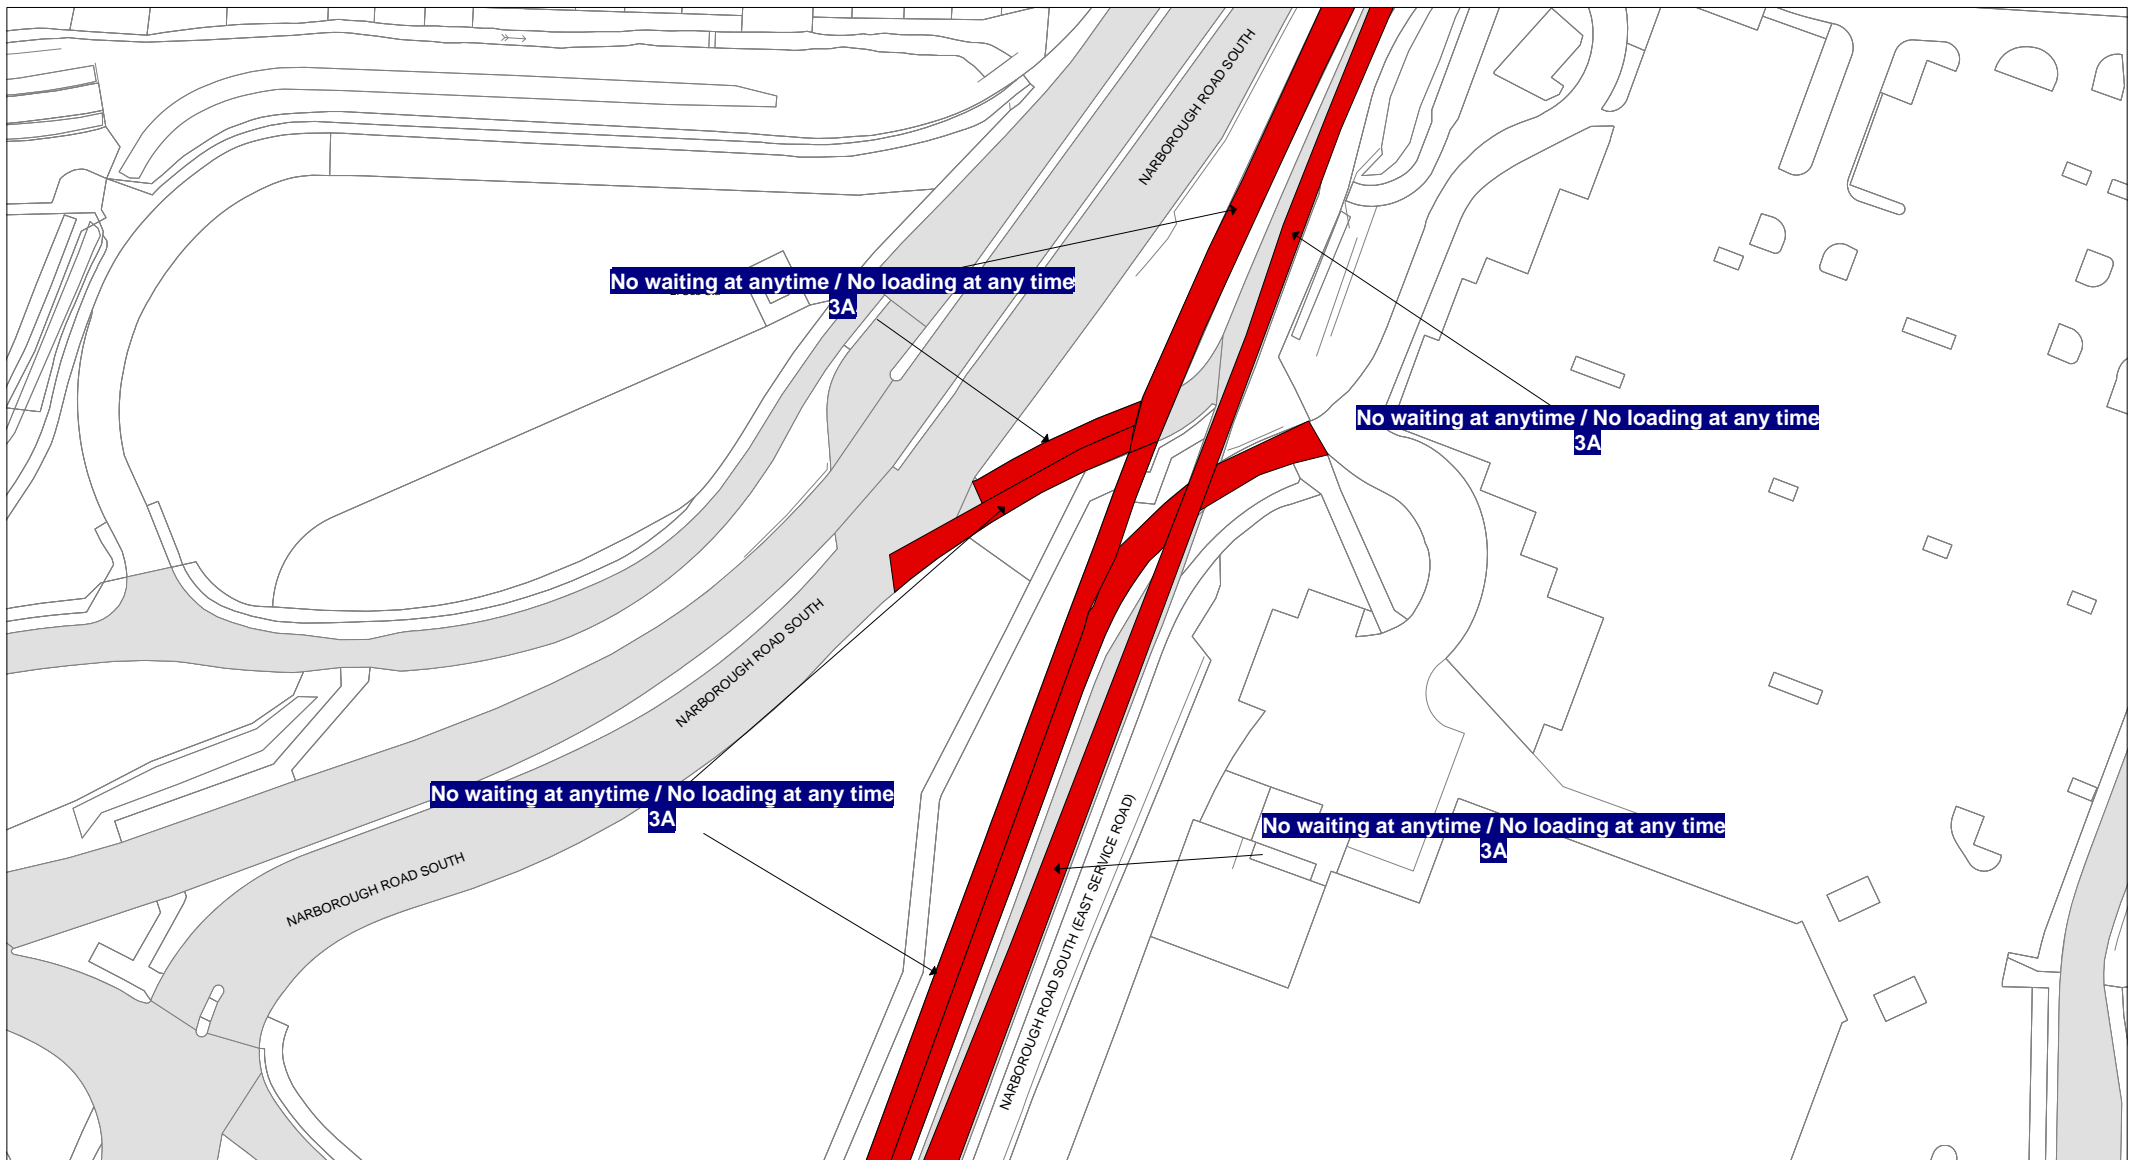 NARBOROUGH ROAD SOUTH
No waiting at anytime / No loading at any time
3A
No waiting at anytime / No loading at any time
3A
NARBOROUGH ROAD SOUTH
No waiting at anytime / No loading at any time
3A
No waiting at anytime / No loading at any time
3A
NARBOROUGH ROAD SOUTH
NARBOROUGH ROAD SOUTH (EAST SERVICE ROAD)